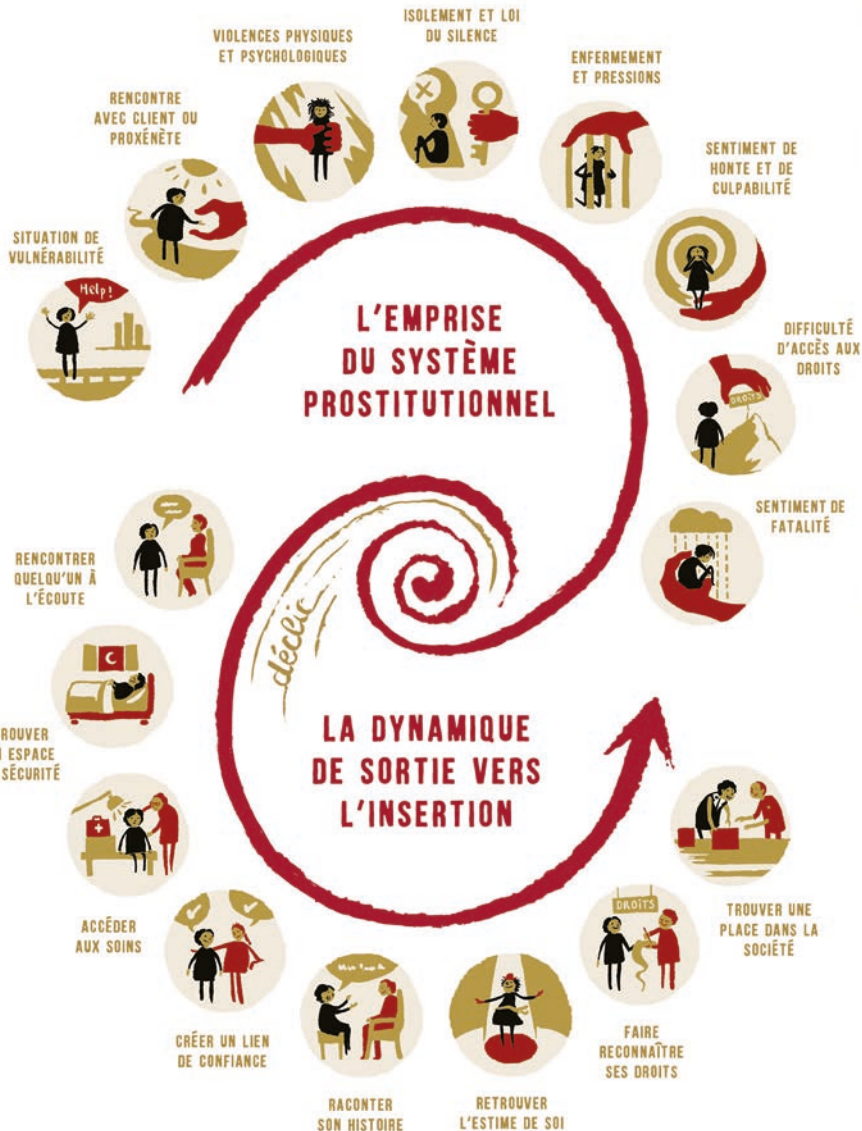 ISOLEMENT ET LOI
DU SILENCE
VIOLENCES PHYSIQUES
ET PSYCHOLOGIQUES
ENFERMEMENT
ET PRESSIONS
RENCONTRE
AVEC CLIENT OU
PROXÉNÈTE
SENTIMENT DE
HONTE ET DE
CULPABILITÉ
SITUATION DE
VULNÉRABILITÉ
Help!
DIFFICULTÉ
D'ACCÈS AUX
DROITS
DROITS
L'EMPRISE
DU SYSTÈME
PROSTITUTIONNEL
SENTIMENT DE
FATALITÉ
déclic
LA DYNAMIQUE
DE SORTIE VERS
L'INSERTION
RENCONTRER
QUELQU'UN À
L'ÉCOUTE
ROUVER
ESPACE
SÉCURITÉ
ACCÉDER
AUX SOINS
CRÉER UN LIEN
DE CONFIANCE
RACONTER
SON HISTOIRE
RETROUVER
L'ESTIME DE SOI
DROITS
FAIRE
RECONNAÎTRE
SES DROITS
TROUVER UNE
PLACE DANS LA
SOCIÉTÉ